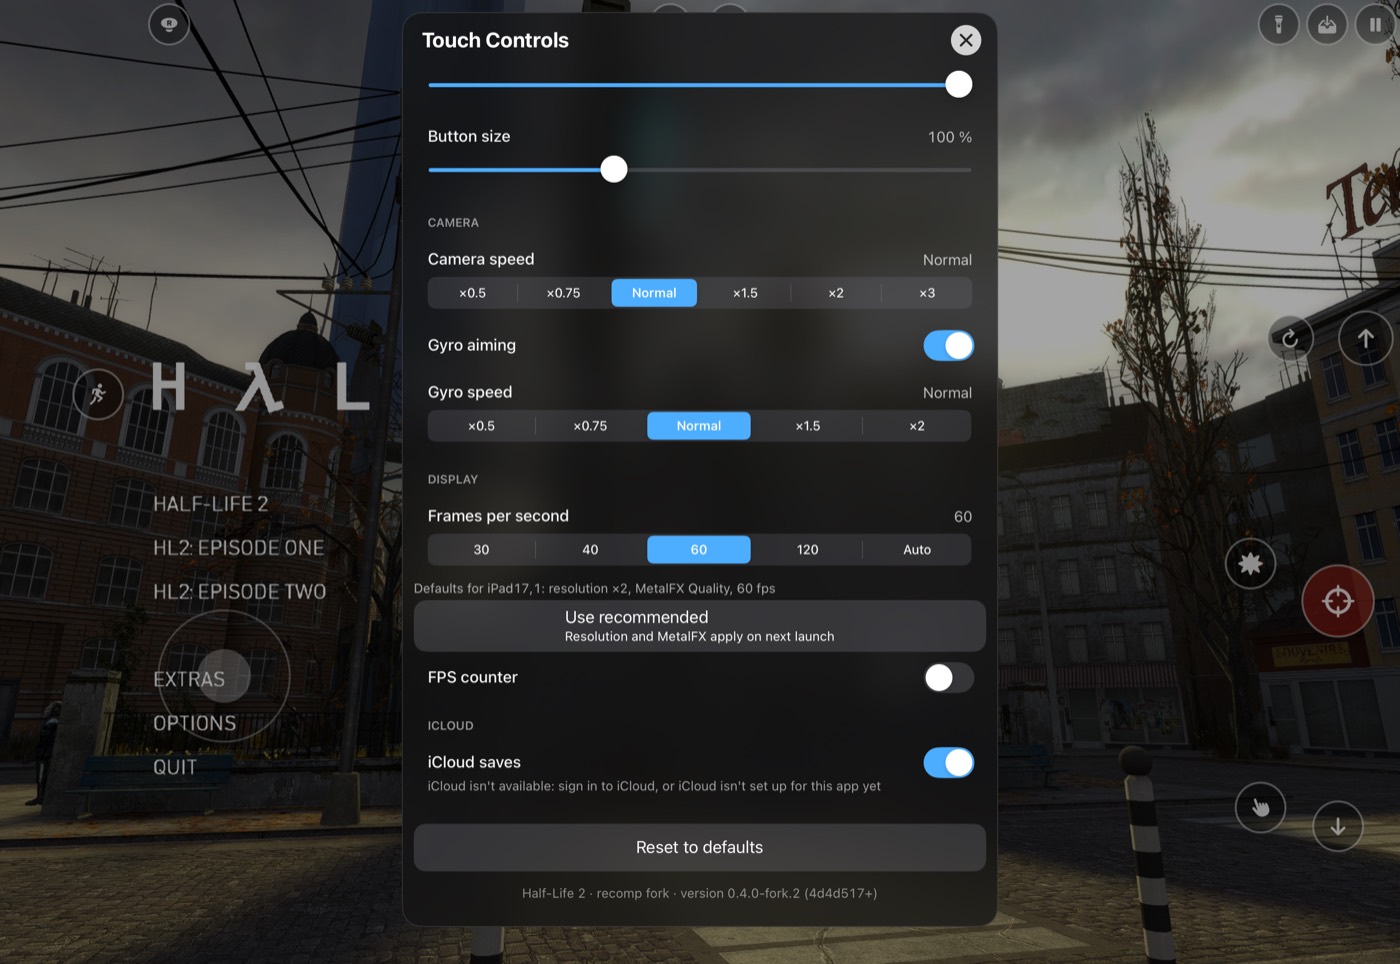 Touch Controls
Button size
100 %
CAMERA
Camera speed
Normal
×0.5 ×0.75 Normal ×1.5 ×2 ×3
Gyro aiming
Gyro speed
Normal
×0.5 ×0.75 Normal ×1.5 ×2
DISPLAY
Frames per second
60
30 40 60 120 Auto
Defaults for iPad17,1: resolution ×2, MetalFX Quality, 60 fps
Use recommended
Resolution and MetalFX apply on next launch
FPS counter
ICLOUD
iCloud saves
iCloud isn't available: sign in to iCloud, or iCloud isn't set up for this app yet
Reset to defaults
Half-Life 2 · recomp fork · version 0.4.0-fork.2 (4d4d517+)
H λ L
HALF-LIFE 2
HL2: EPISODE ONE
HL2: EPISODE TWO
EXTRAS
OPTIONS
QUIT
R
SOUVENIRS